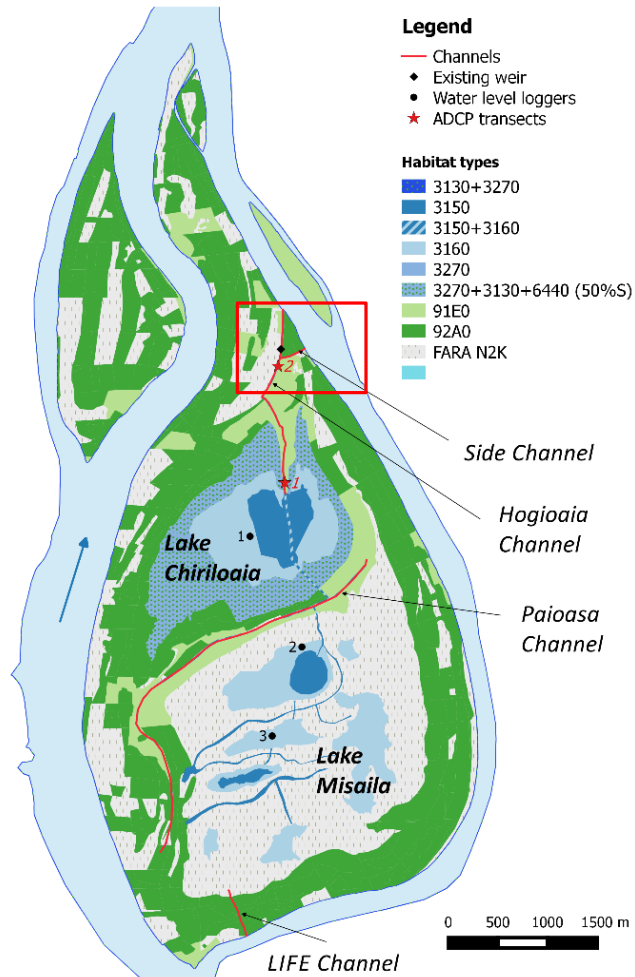 Legend
Channels
Existing weir
Water level loggers
ADCP transects
Habitat types
3130+3270
3150
3150+3160
3160
3270
3270+3130+6440 (50%S)
91E0
92A0
FARA N2K
2
Side Channel
1
Hogioaia
Channel
1
Lake
Chiriloaia
Paioasa
Channel
2
3
Lake
Misaila
0 500 1000 1500 m
LIFE Channel